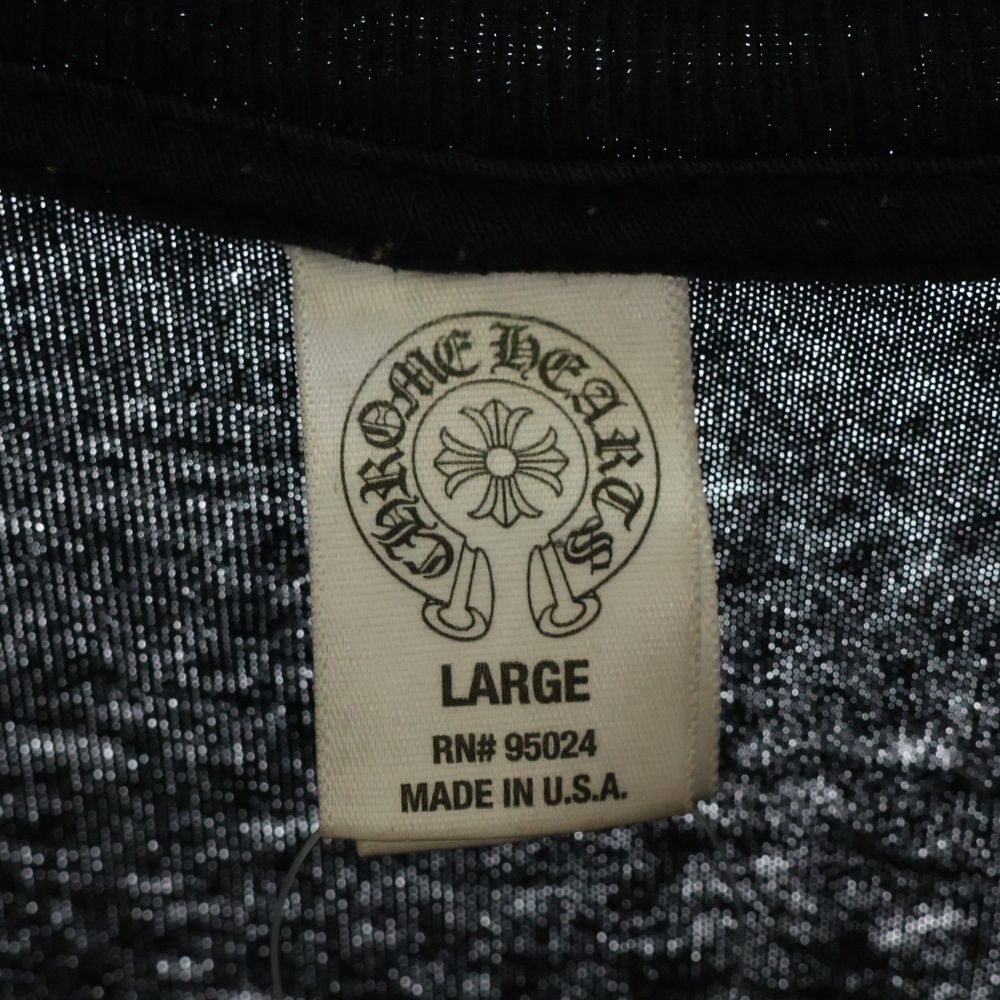 CHROME HEARTS
LARGE
RN# 95024
MADE IN U.S.A.